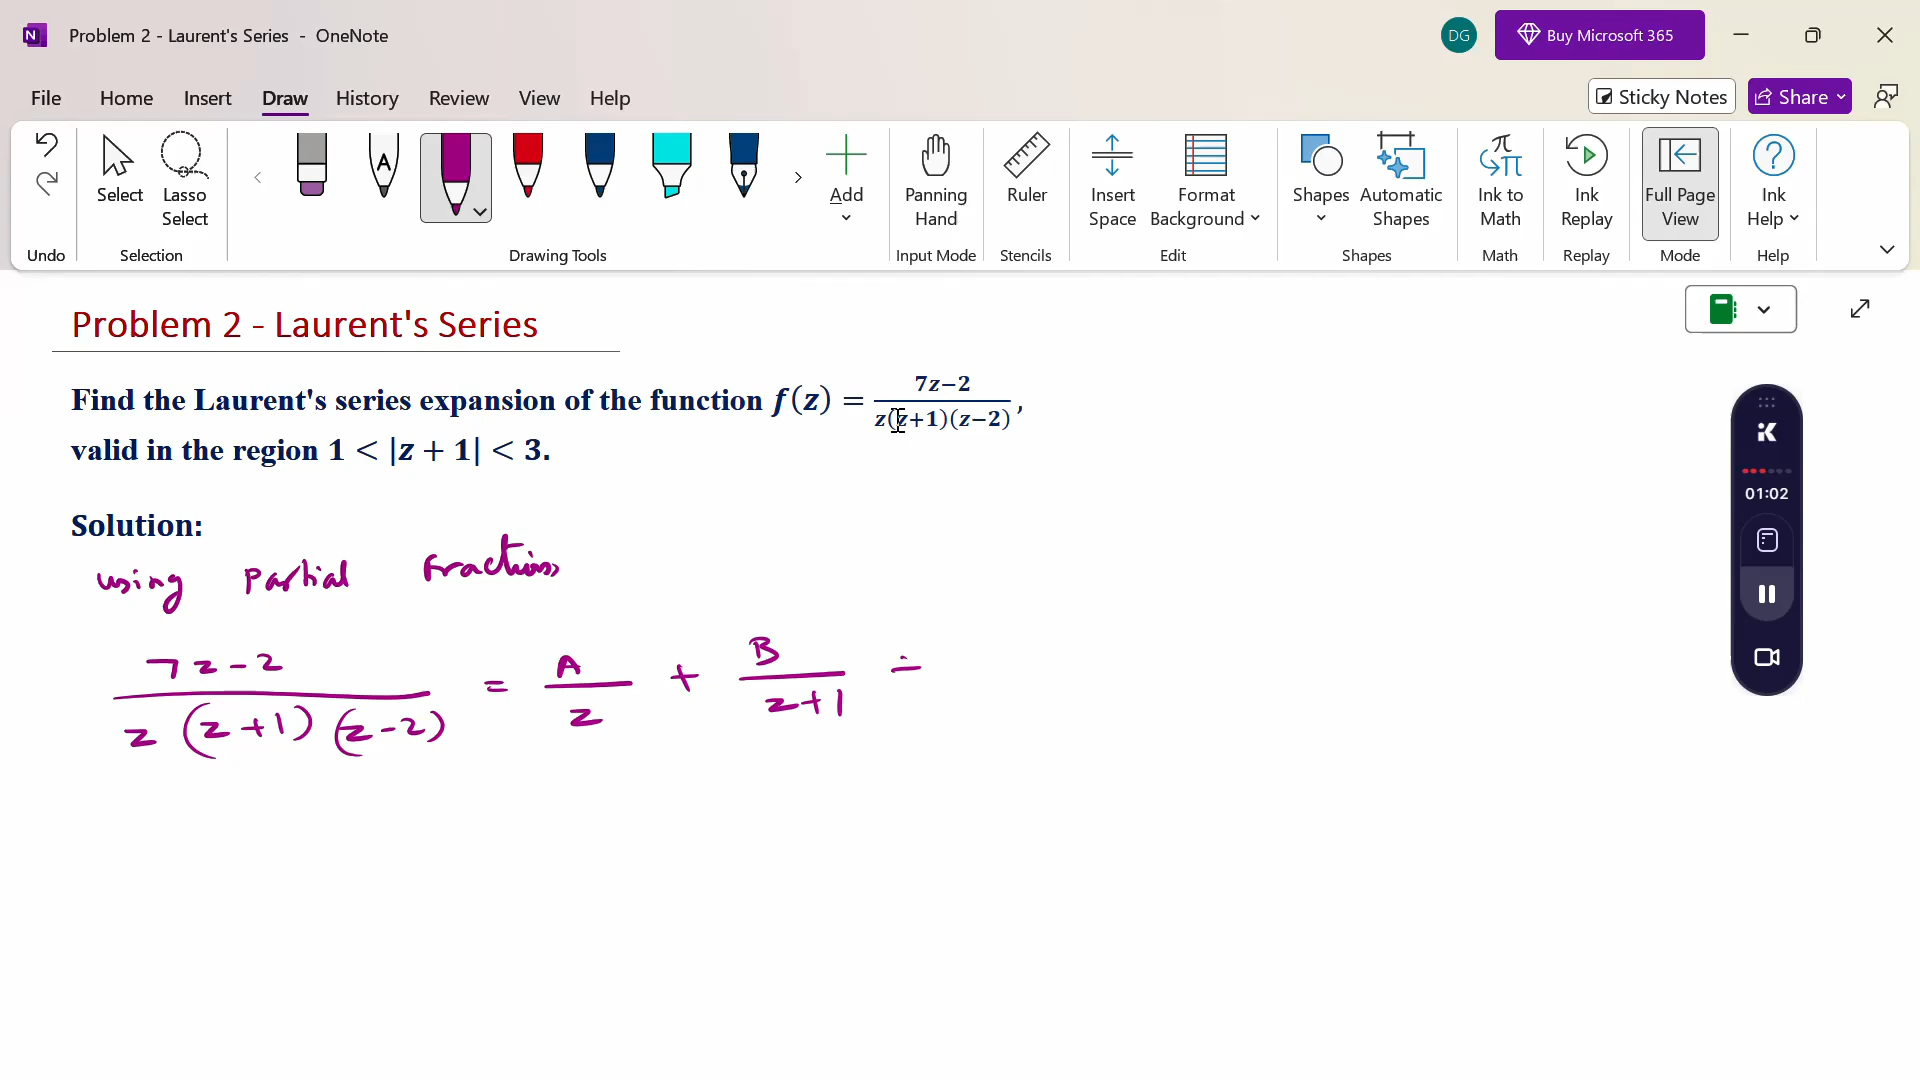 Problem 2 - Laurent's Series - OneNote
DG
Buy Microsoft 365
File Home Insert Draw History Review View Help
Sticky Notes Share
A
Select Lasso Select Add Panning Hand Ruler Insert Space Format Background Shapes Automatic Shapes Ink to Math Ink Replay Full Page View Ink Help
Undo Selection Drawing Tools Input Mode Stencils Edit Shapes Math Replay Mode Help
Problem 2 - Laurent's Series
Find the Laurent's series expansion of the function f(z) = (7z−2)/(z(z+1)(z−2)),
valid in the region 1 < |z + 1| < 3.
01:02
Solution:
using Partial Fractions
7z-2 / z (z+1) (z-2) = A/z + B/z+1